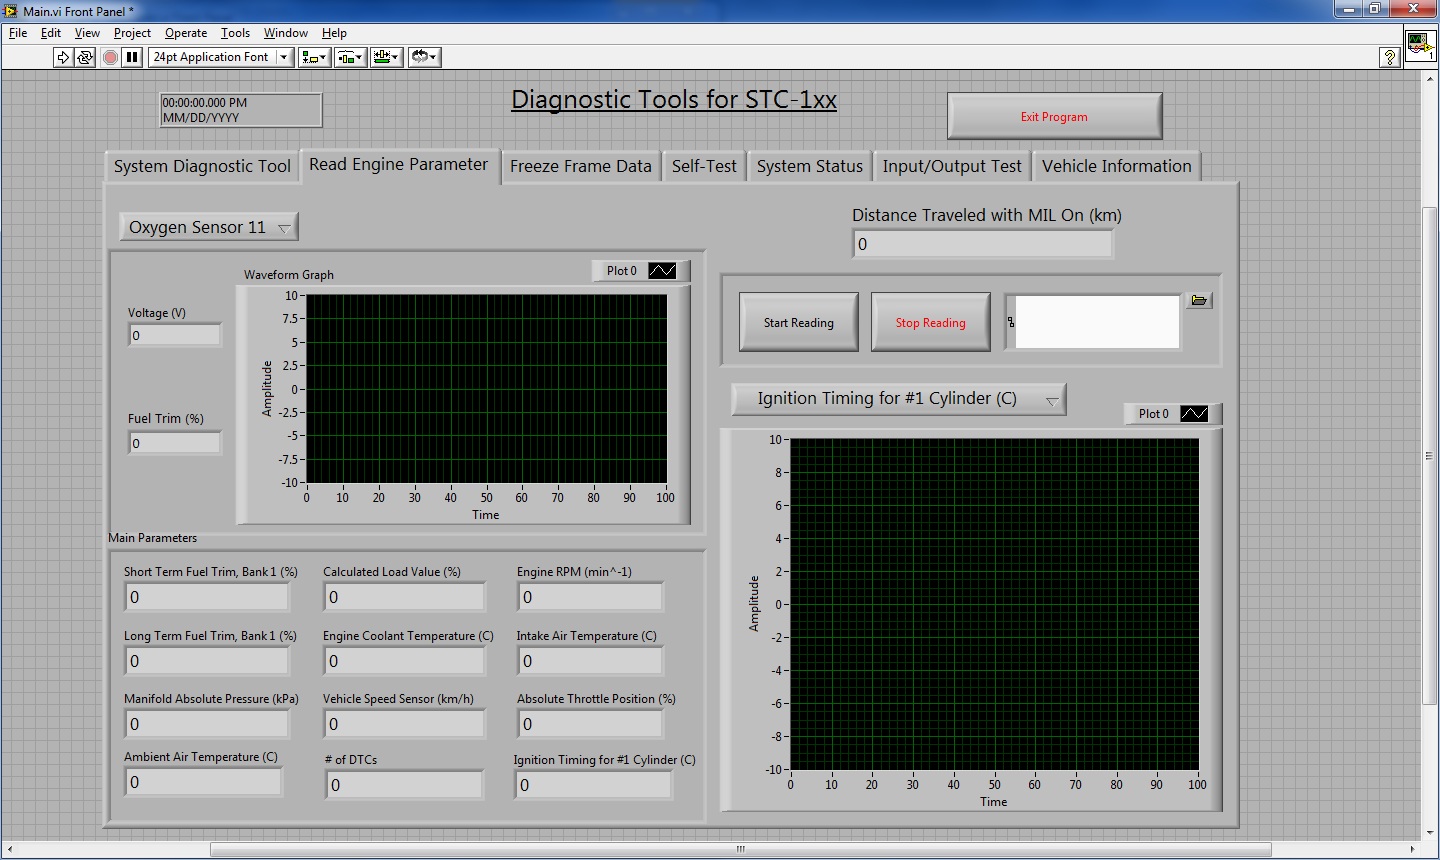 Main.vi Front Panel *
File Edit View Project Operate Tools Window Help
24pt Application Font
?
1
00:00:00.000 PM
MM/DD/YYYY
Diagnostic Tools for STC-1xx
Exit Program
System Diagnostic Tool Read Engine Parameter Freeze Frame Data Self-Test System Status Input/Output Test Vehicle Information
Oxygen Sensor 11
Waveform Graph
Plot 0
Voltage (V)
0
Fuel Trim (%)
0
Amplitude
10
7.5
5
2.5
0
-2.5
-5
-7.5
-10
0 10 20 30 40 50 60 70 80 90 100
Time
Distance Traveled with MIL On (km)
0
Start Reading
Stop Reading
Ignition Timing for #1 Cylinder (C)
Plot 0
Amplitude
10
8
6
4
2
0
-2
-4
-6
-8
-10
0 10 20 30 40 50 60 70 80 90 100
Time
Main Parameters
Short Term Fuel Trim, Bank 1 (%) Calculated Load Value (%) Engine RPM (min^-1)
0 0 0
Long Term Fuel Trim, Bank 1 (%) Engine Coolant Temperature (C) Intake Air Temperature (C)
0 0 0
Manifold Absolute Pressure (kPa) Vehicle Speed Sensor (km/h) Absolute Throttle Position (%)
0 0 0
Ambient Air Temperature (C) # of DTCs Ignition Timing for #1 Cylinder (C)
0 0 0